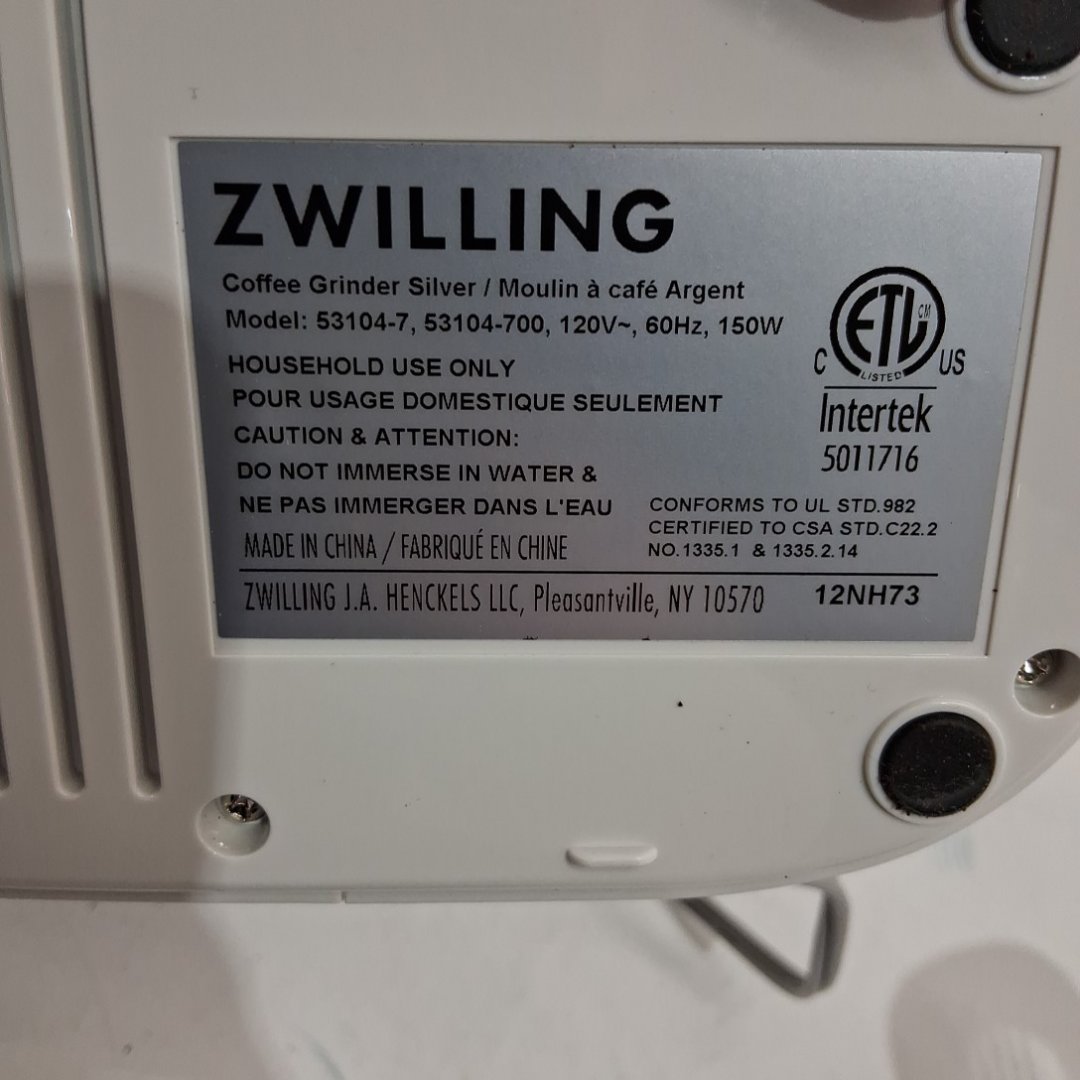 ZWILLING
Coffee Grinder Silver / Moulin à café Argent
Model: 53104-7, 53104-700, 120V~, 60Hz, 150W
HOUSEHOLD USE ONLY
POUR USAGE DOMESTIQUE SEULEMENT
CAUTION & ATTENTION:
DO NOT IMMERSE IN WATER &
NE PAS IMMERGER DANS L'EAU
MADE IN CHINA / FABRIQUÉ EN CHINE
ETL CM
C LISTED US
Intertek
5011716
CONFORMS TO UL STD.982
CERTIFIED TO CSA STD.C22.2
NO.1335.1 & 1335.2.14
ZWILLING J.A. HENCKELS LLC, Pleasantville, NY 10570
12NH73